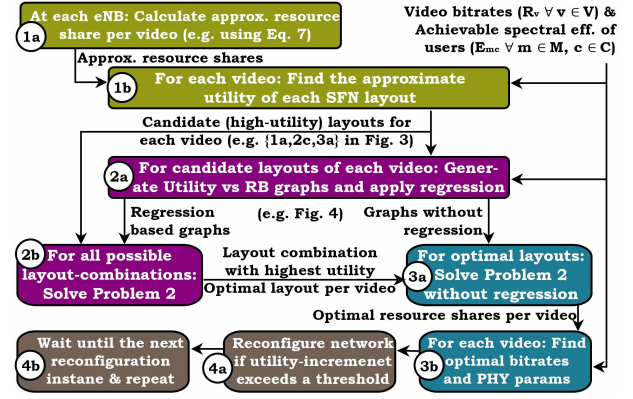 At each eNB: Calculate approx. resource
share per video (e.g. using Eq. 7)
1a
Video bitrates (Rv ∀ v ∈ V) &
Achievable spectral eff. of
users (Emc ∀ m ∈ M, c ∈ C)
Approx. resource shares
1b
For each video: Find the approximate
utility of each SFN layout
Candidate (high-utility) layouts for
each video (e.g. {1a,2c,3a} in Fig. 3)
2a
For candidate layouts of each video: Gener-
ate Utility vs RB graphs and apply regression
Regression
based graphs
(e.g. Fig. 4)
Graphs without
regression
2b
For all possible
layout-combinations:
Solve Problem 2
Layout combination
with highest utility
Optimal layout per video
3a
For optimal layouts:
Solve Problem 2
without regression
Optimal resource shares per video
Wait until the next
reconfiguration
instane & repeat
4b
Reconfigure network
if utility-incremenet
exceeds a threshold
4a
For each video: Find
optimal bitrates
and PHY params
3b